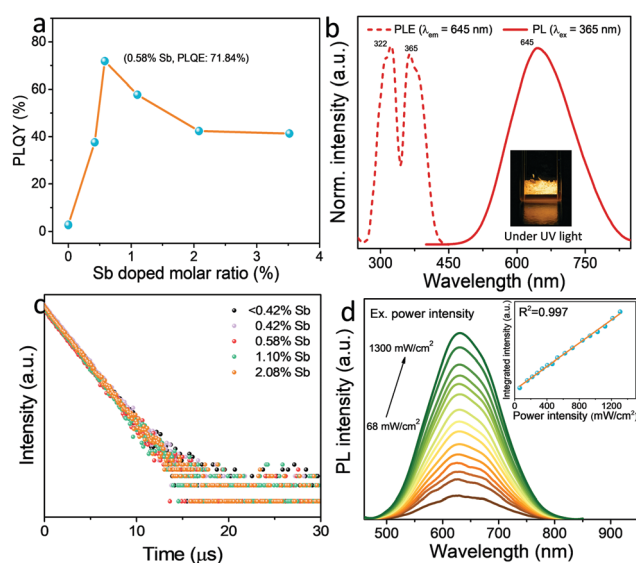 a
(0.58% Sb, PLQE: 71.84%)
PLQY (%)
80
60
40
20
0
0 1 2 3 4
Sb doped molar ratio (%)
b
PLE (λem = 645 nm) PL (λex = 365 nm)
322 365 645
Norm. intensity (a.u.)
Under UV light
300 450 600 750
Wavelength (nm)
c
<0.42% Sb
0.42% Sb
0.58% Sb
1.10% Sb
2.08% Sb
Intensity (a.u.)
0 10 20 30
Time (μs)
d
Ex. power intensity
1300 mW/cm²
68 mW/cm²
PL intensity (a.u.)
500 600 700 800 900
Wavelength (nm)
R²=0.997
Integrated intensity (a.u.)
0 400 800 1200
Power intensity (mW/cm²)